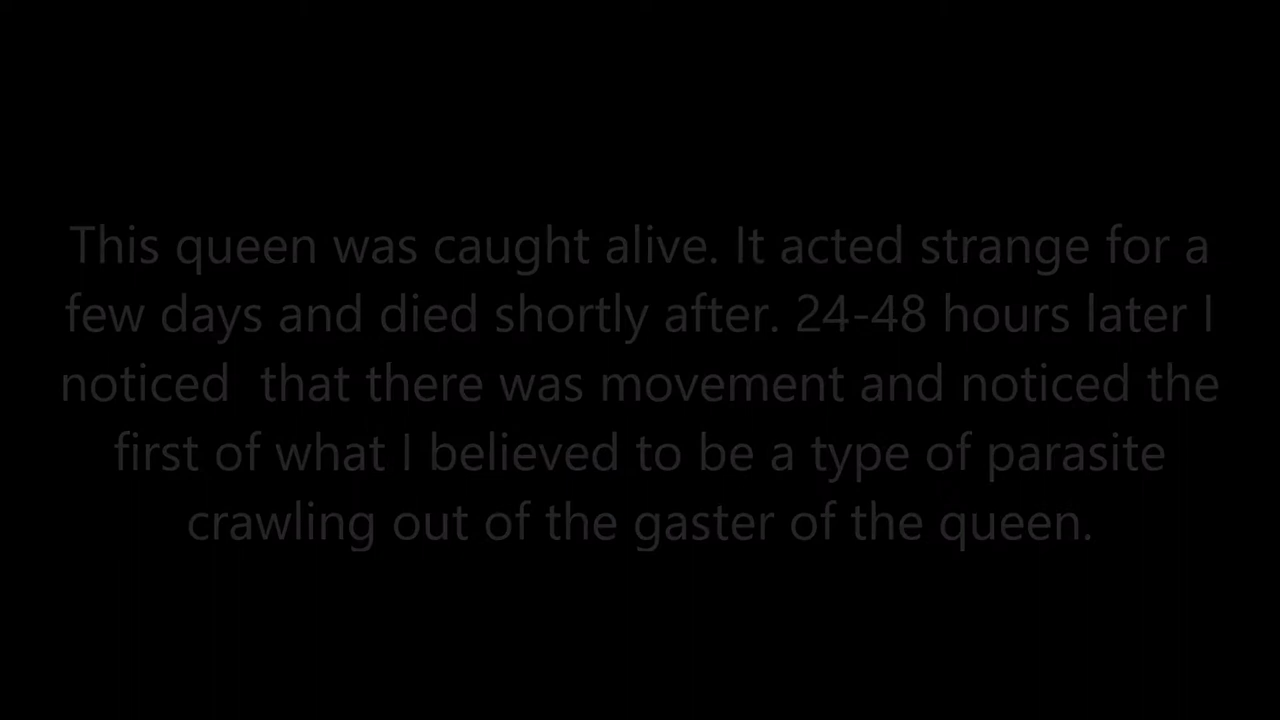 This queen was caught alive. It acted strange for a
few days and died shortly after. 24-48 hours later I
noticed  that there was movement and noticed the
first of what I believed to be a type of parasite
crawling out of the gaster of the queen.